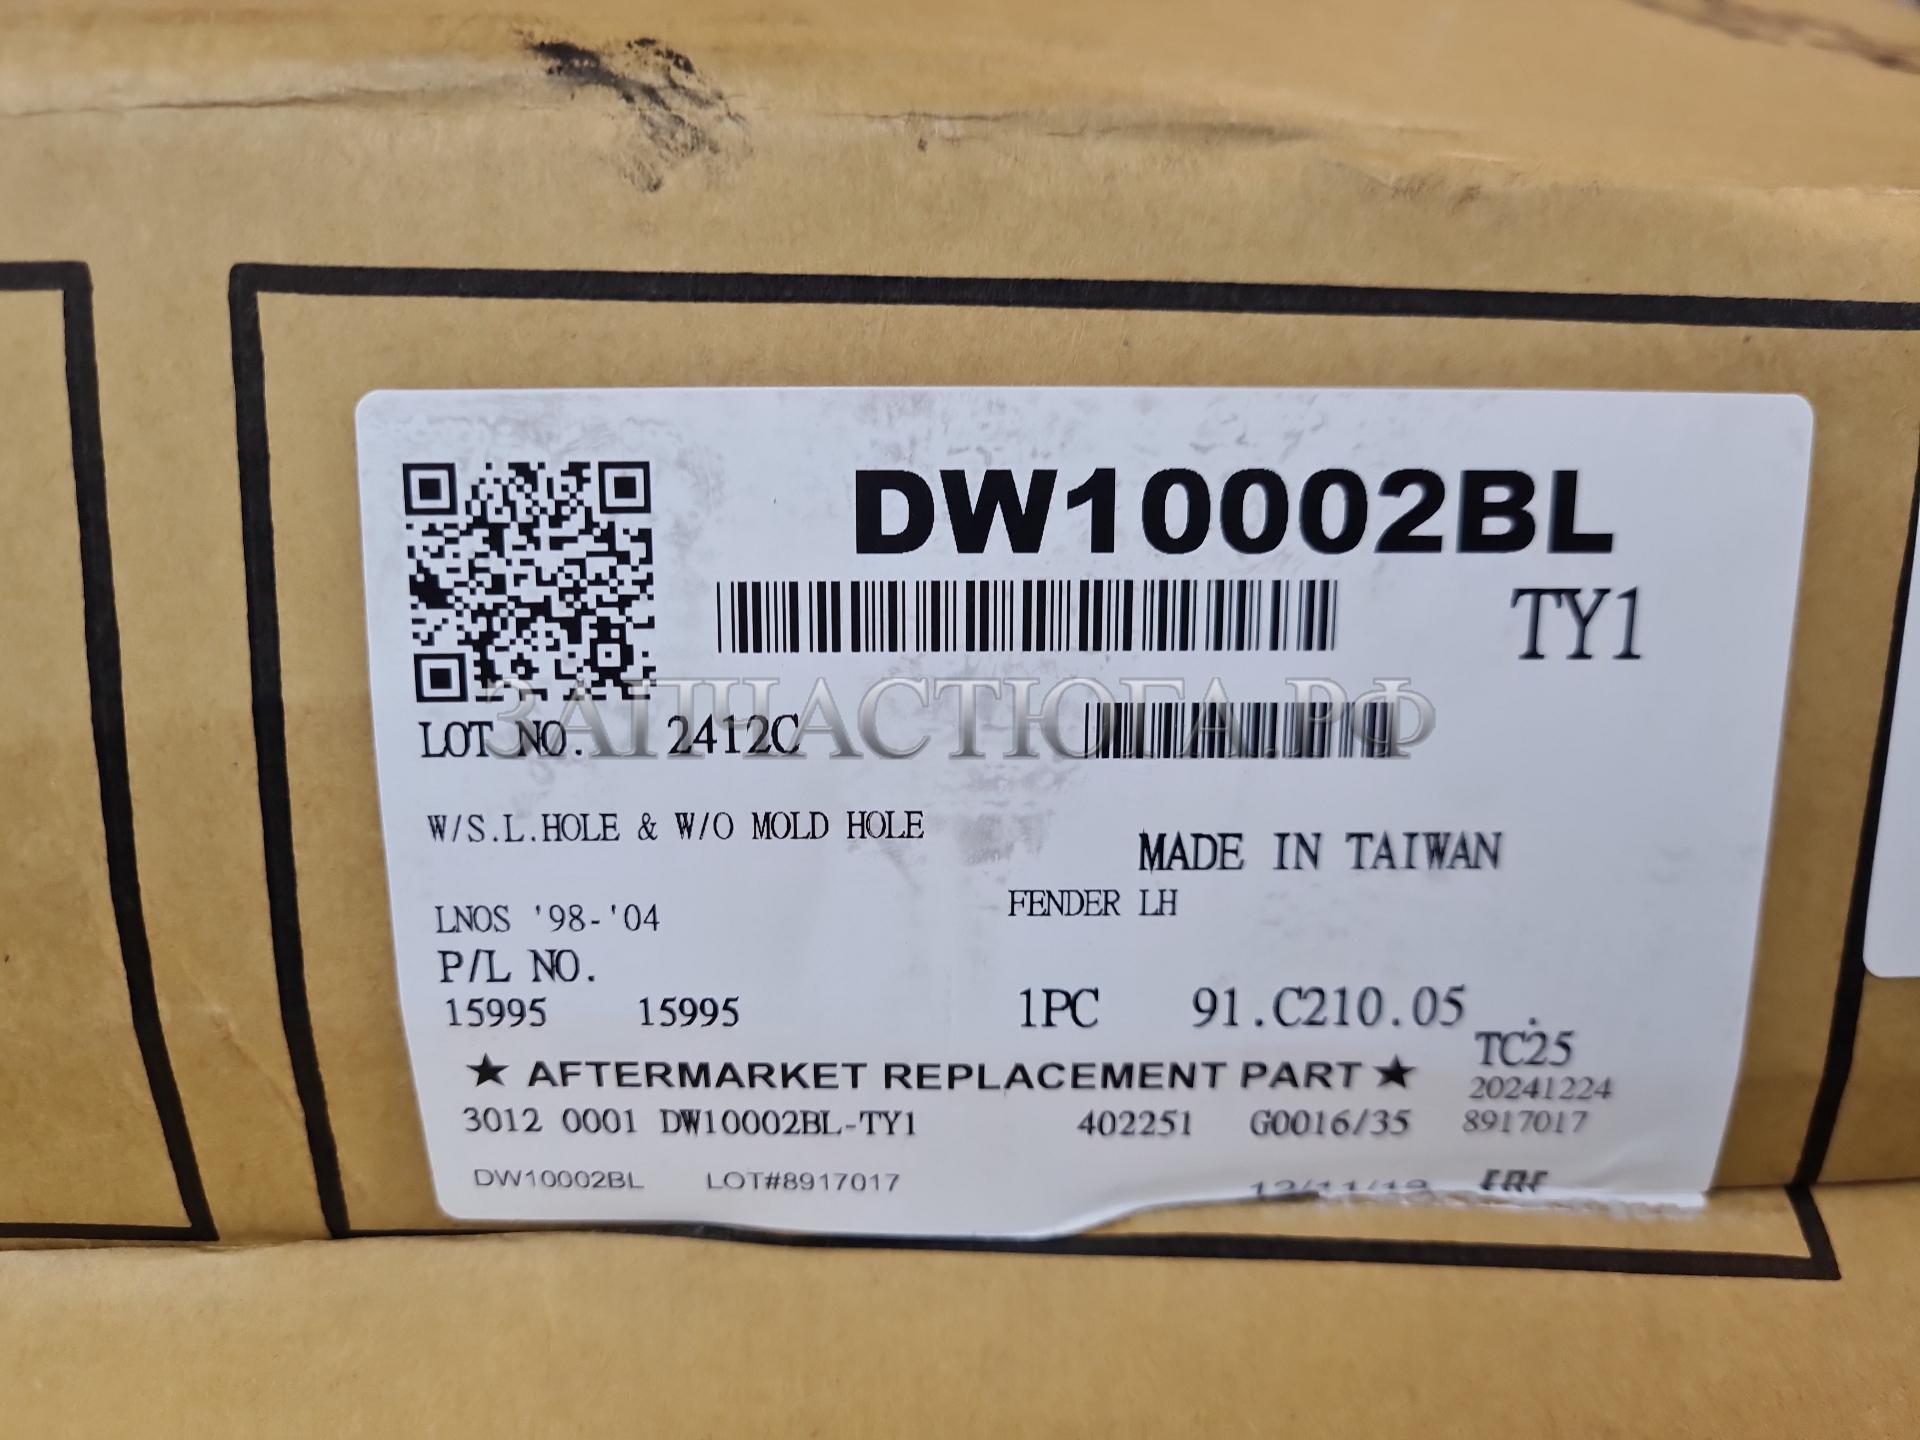 DW10002BL
TY1
LOT NO. 2412C
ЗАПЧАСТЮГА.РФ
W/S.L.HOLE & W/O MOLD HOLE
MADE IN TAIWAN
LNOS '98-'04 FENDER LH
P/L NO.
15995 15995 1PC 91.C210.05
TC25
★ AFTERMARKET REPLACEMENT PART ★ 20241224
3012 0001 DW10002BL-TY1 402251 G0016/35 8917017
DW10002BL LOT#8917017